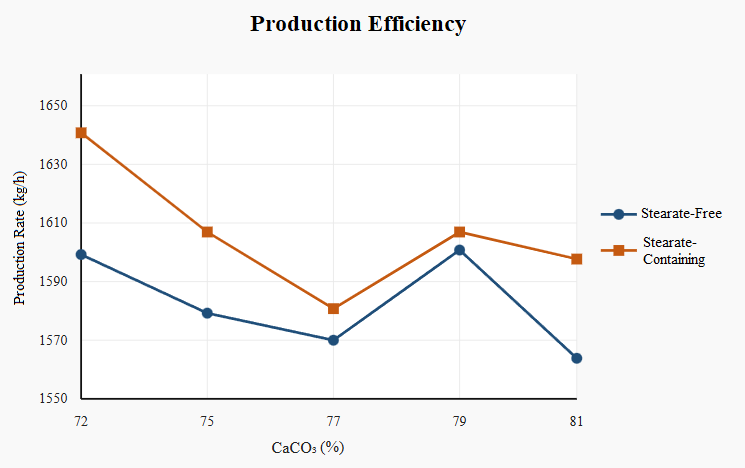 Production Efficiency
Production Rate (kg/h)
1650
1630
1610
1590
1570
1550
72 75 77 79 81
CaCO₃ (%)
Stearate-Free
Stearate-
Containing